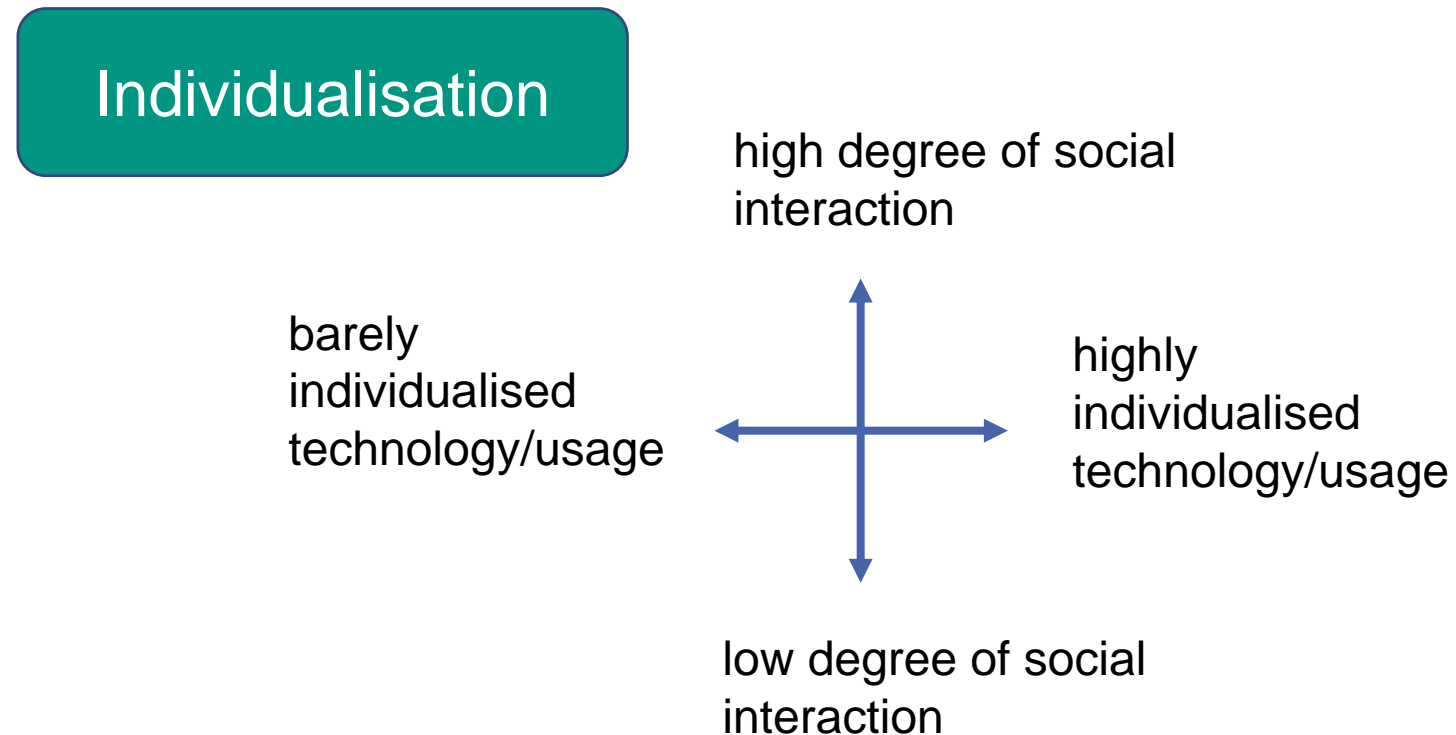 Individualisation
high degree of social
interaction
barely
individualised
technology/usage
highly
individualised
technology/usage
low degree of social
interaction